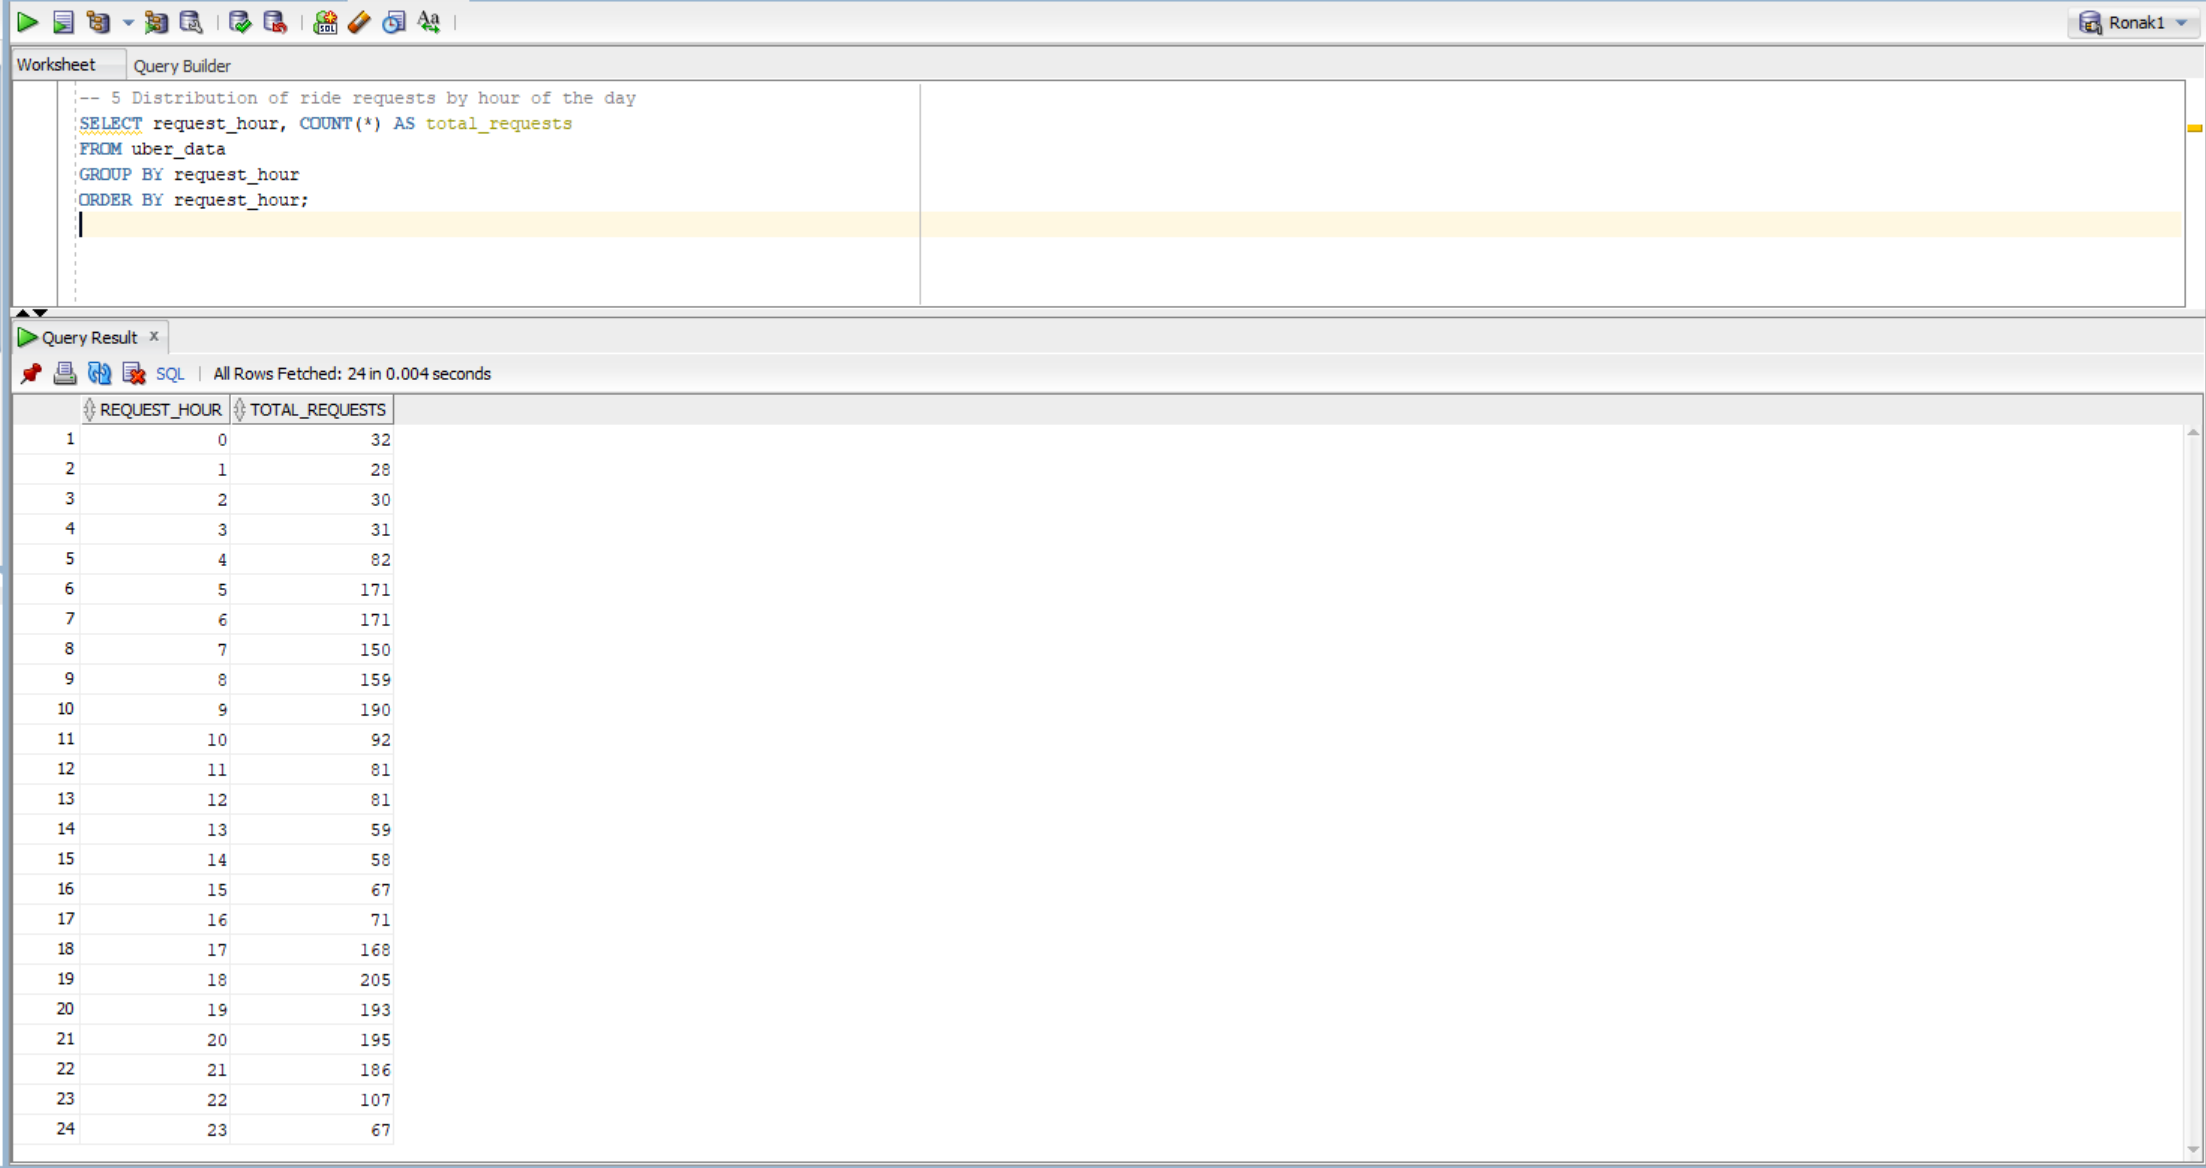 Ronak1
Worksheet Query Builder
-- 5 Distribution of ride requests by hour of the day
SELECT request_hour, COUNT(*) AS total_requests
FROM uber_data
GROUP BY request_hour
ORDER BY request_hour;
Query Result x
SQL | All Rows Fetched: 24 in 0.004 seconds
REQUEST_HOUR TOTAL_REQUESTS
1 0 32
2 1 28
3 2 30
4 3 31
5 4 82
6 5 171
7 6 171
8 7 150
9 8 159
10 9 190
11 10 92
12 11 81
13 12 81
14 13 59
15 14 58
16 15 67
17 16 71
18 17 168
19 18 205
20 19 193
21 20 195
22 21 186
23 22 107
24 23 67